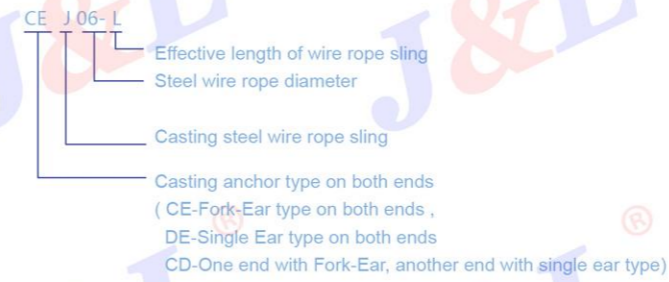 CE J 06- L
Effective length of wire rope sling
Steel wire rope diameter
Casting steel wire rope sling
Casting anchor type on both ends
( CE-Fork-Ear type on both ends ,
DE-Single Ear type on both ends
CD-One end with Fork-Ear, another end with single ear type)
J&L
J&L
®
®